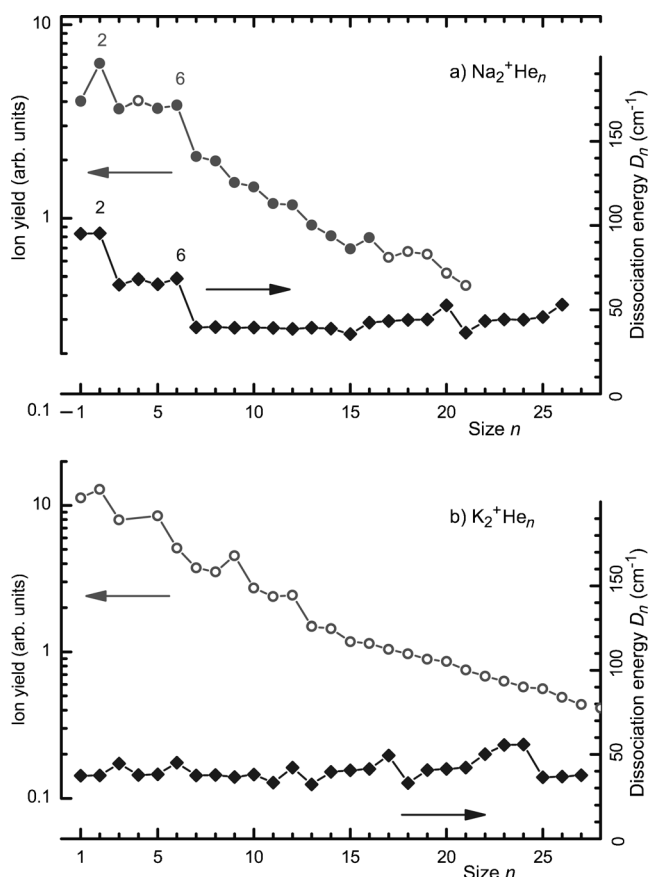 10
2
6
a) Na₂⁺Heₙ
150
100
50
0
Ion yield (arb. units)
Dissociation energy Dₙ (cm⁻¹)
1
2
6
0.1
1 5 10 15 20 25
Size n
10
b) K₂⁺Heₙ
150
100
50
0
Ion yield (arb. units)
Dissociation energy Dₙ (cm⁻¹)
1
0.1
1 5 10 15 20 25
Size n